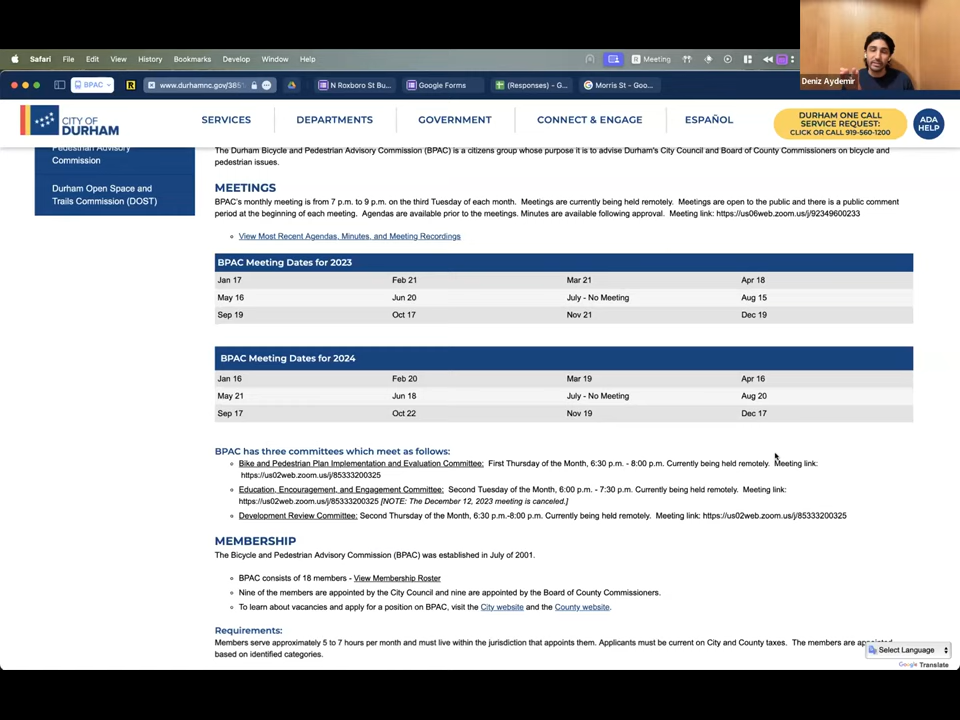 Deniz Aydemir
Safari File Edit View History Bookmarks Develop Window Help
Meeting
BPAC
www.durhamnc.gov/385
N Roxboro St Bu...
Google Forms
(Responses) - G...
Morris St - Goo...
CITY OF
DURHAM
SERVICES DEPARTMENTS GOVERNMENT CONNECT & ENGAGE ESPAÑOL
DURHAM ONE CALL
SERVICE REQUEST:
CLICK OR CALL 919-560-1200
ADA
HELP
Pedestrian Advisory
Commission
Durham Open Space and
Trails Commission (DOST)
The Durham Bicycle and Pedestrian Advisory Commission (BPAC) is a citizens group whose purpose it is to advise Durham's City Council and Board of County Commissioners on bicycle and
pedestrian issues.
MEETINGS
BPAC's monthly meeting is from 7 p.m. to 9 p.m. on the third Tuesday of each month. Meetings are currently being held remotely. Meetings are open to the public and there is a public comment
period at the beginning of each meeting. Agendas are available prior to the meetings. Minutes are available following approval. Meeting link: https://us06web.zoom.us/j/92349600233
View Most Recent Agendas, Minutes, and Meeting Recordings
BPAC Meeting Dates for 2023
Jan 17 Feb 21 Mar 21 Apr 18
May 16 Jun 20 July - No Meeting Aug 15
Sep 19 Oct 17 Nov 21 Dec 19
BPAC Meeting Dates for 2024
Jan 16 Feb 20 Mar 19 Apr 16
May 21 Jun 18 July - No Meeting Aug 20
Sep 17 Oct 22 Nov 19 Dec 17
BPAC has three committees which meet as follows:
Bike and Pedestrian Plan Implementation and Evaluation Committee: First Thursday of the Month, 6:30 p.m. - 8:00 p.m. Currently being held remotely. Meeting link:
https://us02web.zoom.us/j/85333200325
Education, Encouragement, and Engagement Committee: Second Tuesday of the Month, 6:00 p.m. - 7:30 p.m. Currently being held remotely. Meeting link:
https://us02web.zoom.us/j/85333200325 [NOTE: The December 12, 2023 meeting is canceled.]
Development Review Committee: Second Thursday of the Month, 6:30 p.m.-8:00 p.m. Currently being held remotely. Meeting link: https://us02web.zoom.us/j/85333200325
MEMBERSHIP
The Bicycle and Pedestrian Advisory Commission (BPAC) was established in July of 2001.
BPAC consists of 18 members - View Membership Roster
Nine of the members are appointed by the City Council and nine are appointed by the Board of County Commissioners.
To learn about vacancies and apply for a position on BPAC, visit the City website and the County website.
Requirements:
Members serve approximately 5 to 7 hours per month and must live within the jurisdiction that appoints them. Applicants must be current on City and County taxes. The members are appointed
based on identified categories.
Select Language
Google Translate